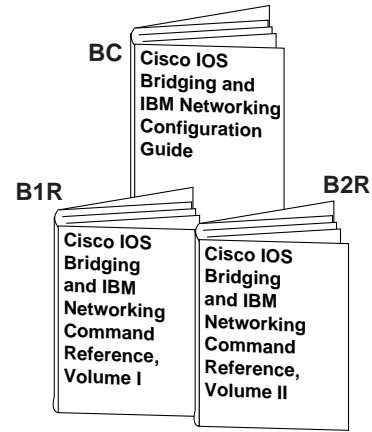 BC
Cisco IOS
Bridging and
IBM Networking
Configuration
Guide
B1R
Cisco IOS
Bridging
and IBM
Networking
Command
Reference,
Volume I
B2R
Cisco IOS
Bridging
and IBM
Networking
Command
Reference,
Volume II